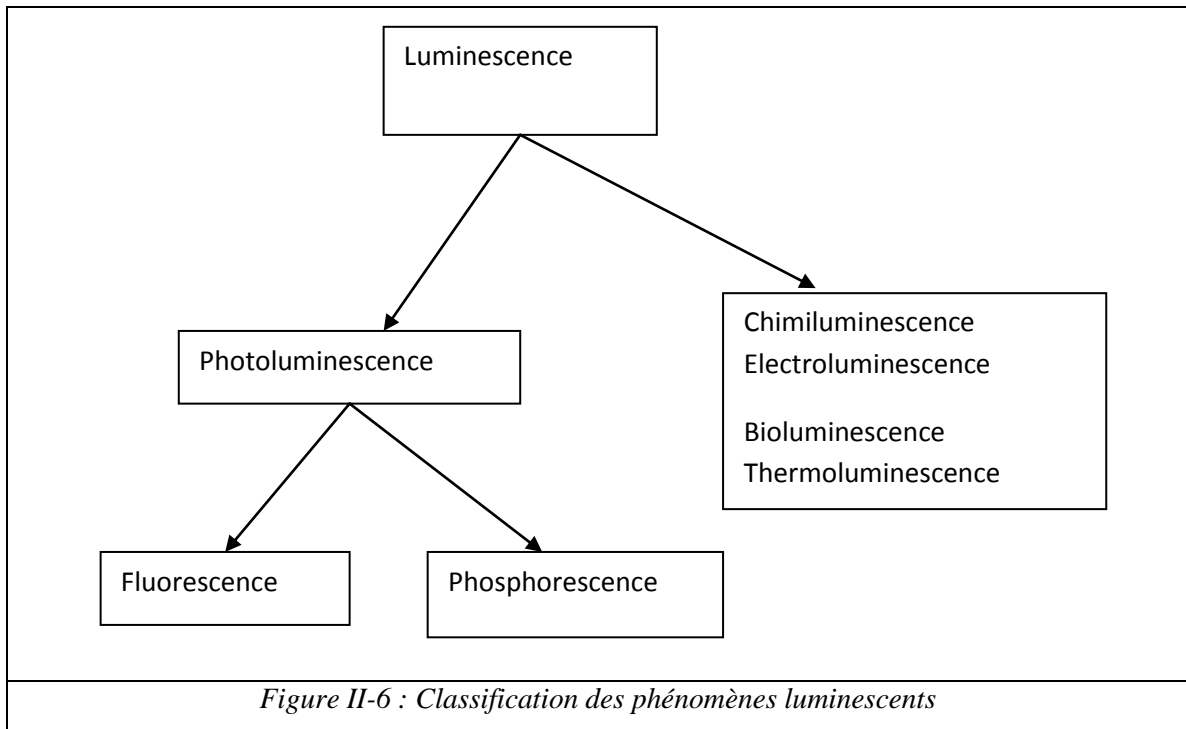 Luminescence
Photoluminescence
Chimiluminescence
Electroluminescence
Bioluminescence
Thermoluminescence
Fluorescence
Phosphorescence
Figure II-6 : Classification des phénomènes luminescents